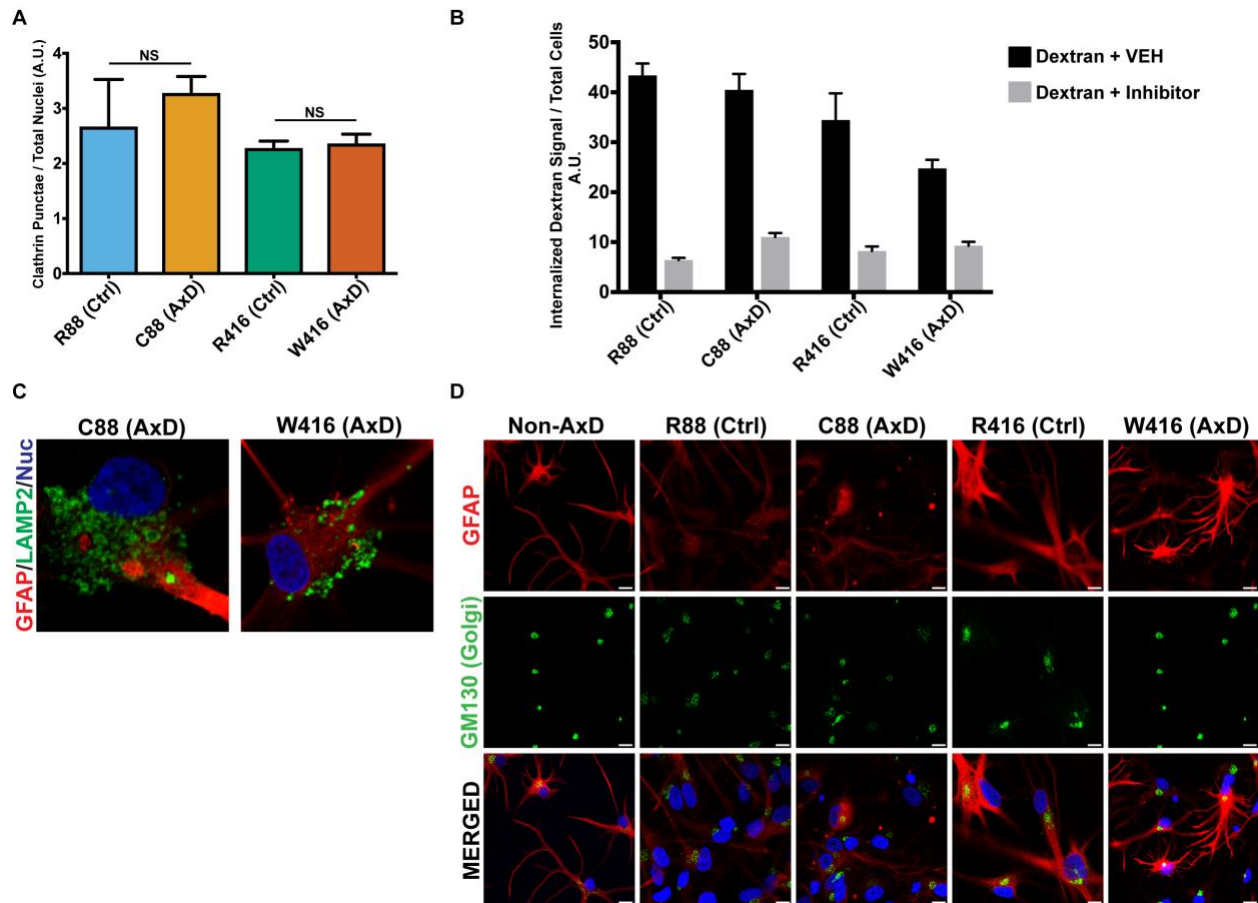 A
Clathrin Punctae / Total Nuclei (A.U.)
4
3
2
1
0
NS
NS
R88 (Ctrl)
C88 (AxD)
R416 (Ctrl)
W416 (AxD)
B
Internalized Dextran Signal / Total Cells
A.U.
50
40
30
20
10
0
R88 (Ctrl)
C88 (AxD)
R416 (Ctrl)
W416 (AxD)
Dextran + VEH
Dextran + Inhibitor
C
C88 (AxD)
W416 (AxD)
GFAP/LAMP2/Nuc
D
Non-AxD
R88 (Ctrl)
C88 (AxD)
R416 (Ctrl)
W416 (AxD)
GFAP
GM130 (Golgi)
MERGED